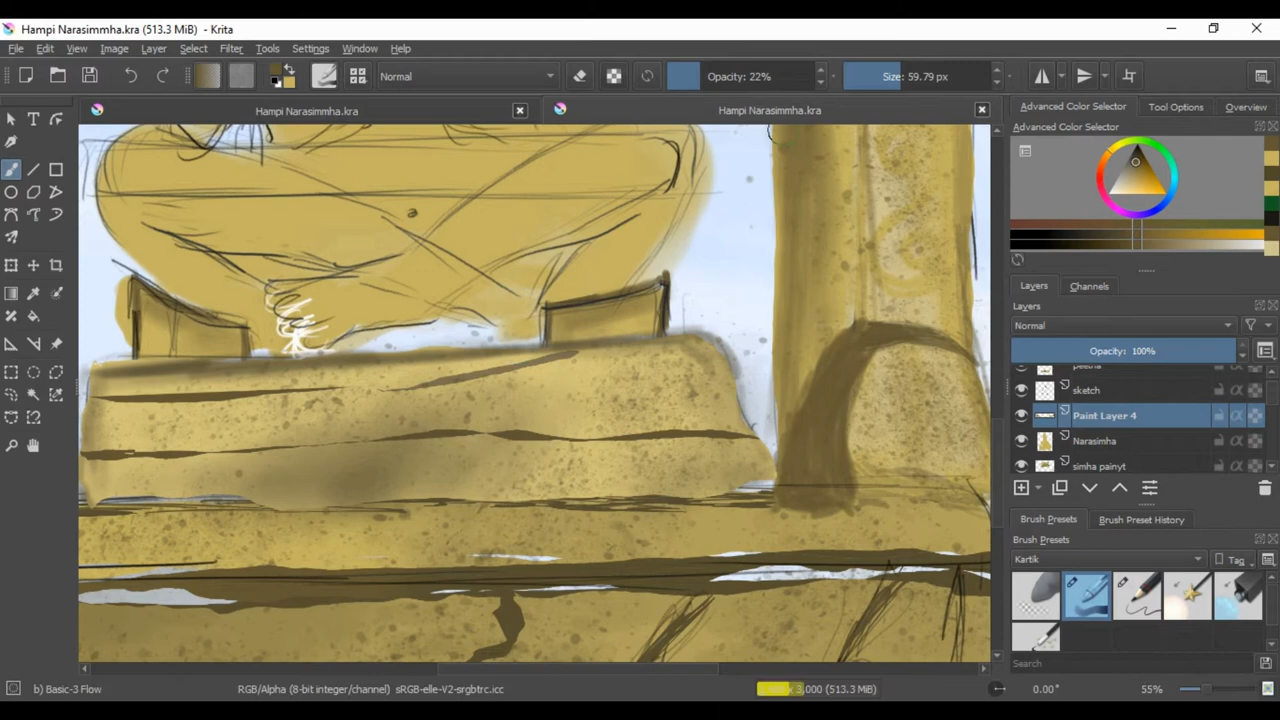 Hampi Narasimmha.kra (513.3 MiB) - Krita
File Edit View Image Layer Select Filter Tools Settings Window Help
Normal
Opacity: 22%
Size: 59.79 px
Hampi Narasimmha.kra
Hampi Narasimmha.kra
Advanced Color Selector
Tool Options
Overview
Advanced Color Selector
Layers
Channels
Layers
Normal
Opacity: 100%
peetha
sketch
Paint Layer 4
Narasimha
simha painyt
Brush Presets
Brush Preset History
Brush Presets
Kartik
Tag
Search
b) Basic-3 Flow
RGB/Alpha (8-bit integer/channel) sRGB-elle-V2-srgbtrc.icc
x 3,000 (513.3 MiB)
0.00°
55%